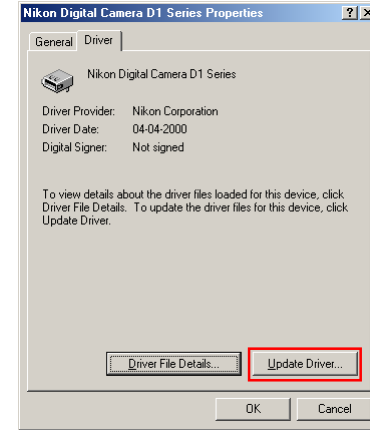 Nikon Digital Camera D1 Series Properties
General Driver
Nikon Digital Camera D1 Series
Driver Provider: Nikon Corporation
Driver Date: 04-04-2000
Digital Signer: Not signed
To view details about the driver files loaded for this device, click
Driver File Details. To update the driver files for this device, click
Update Driver.
Driver File Details... Update Driver...
OK Cancel